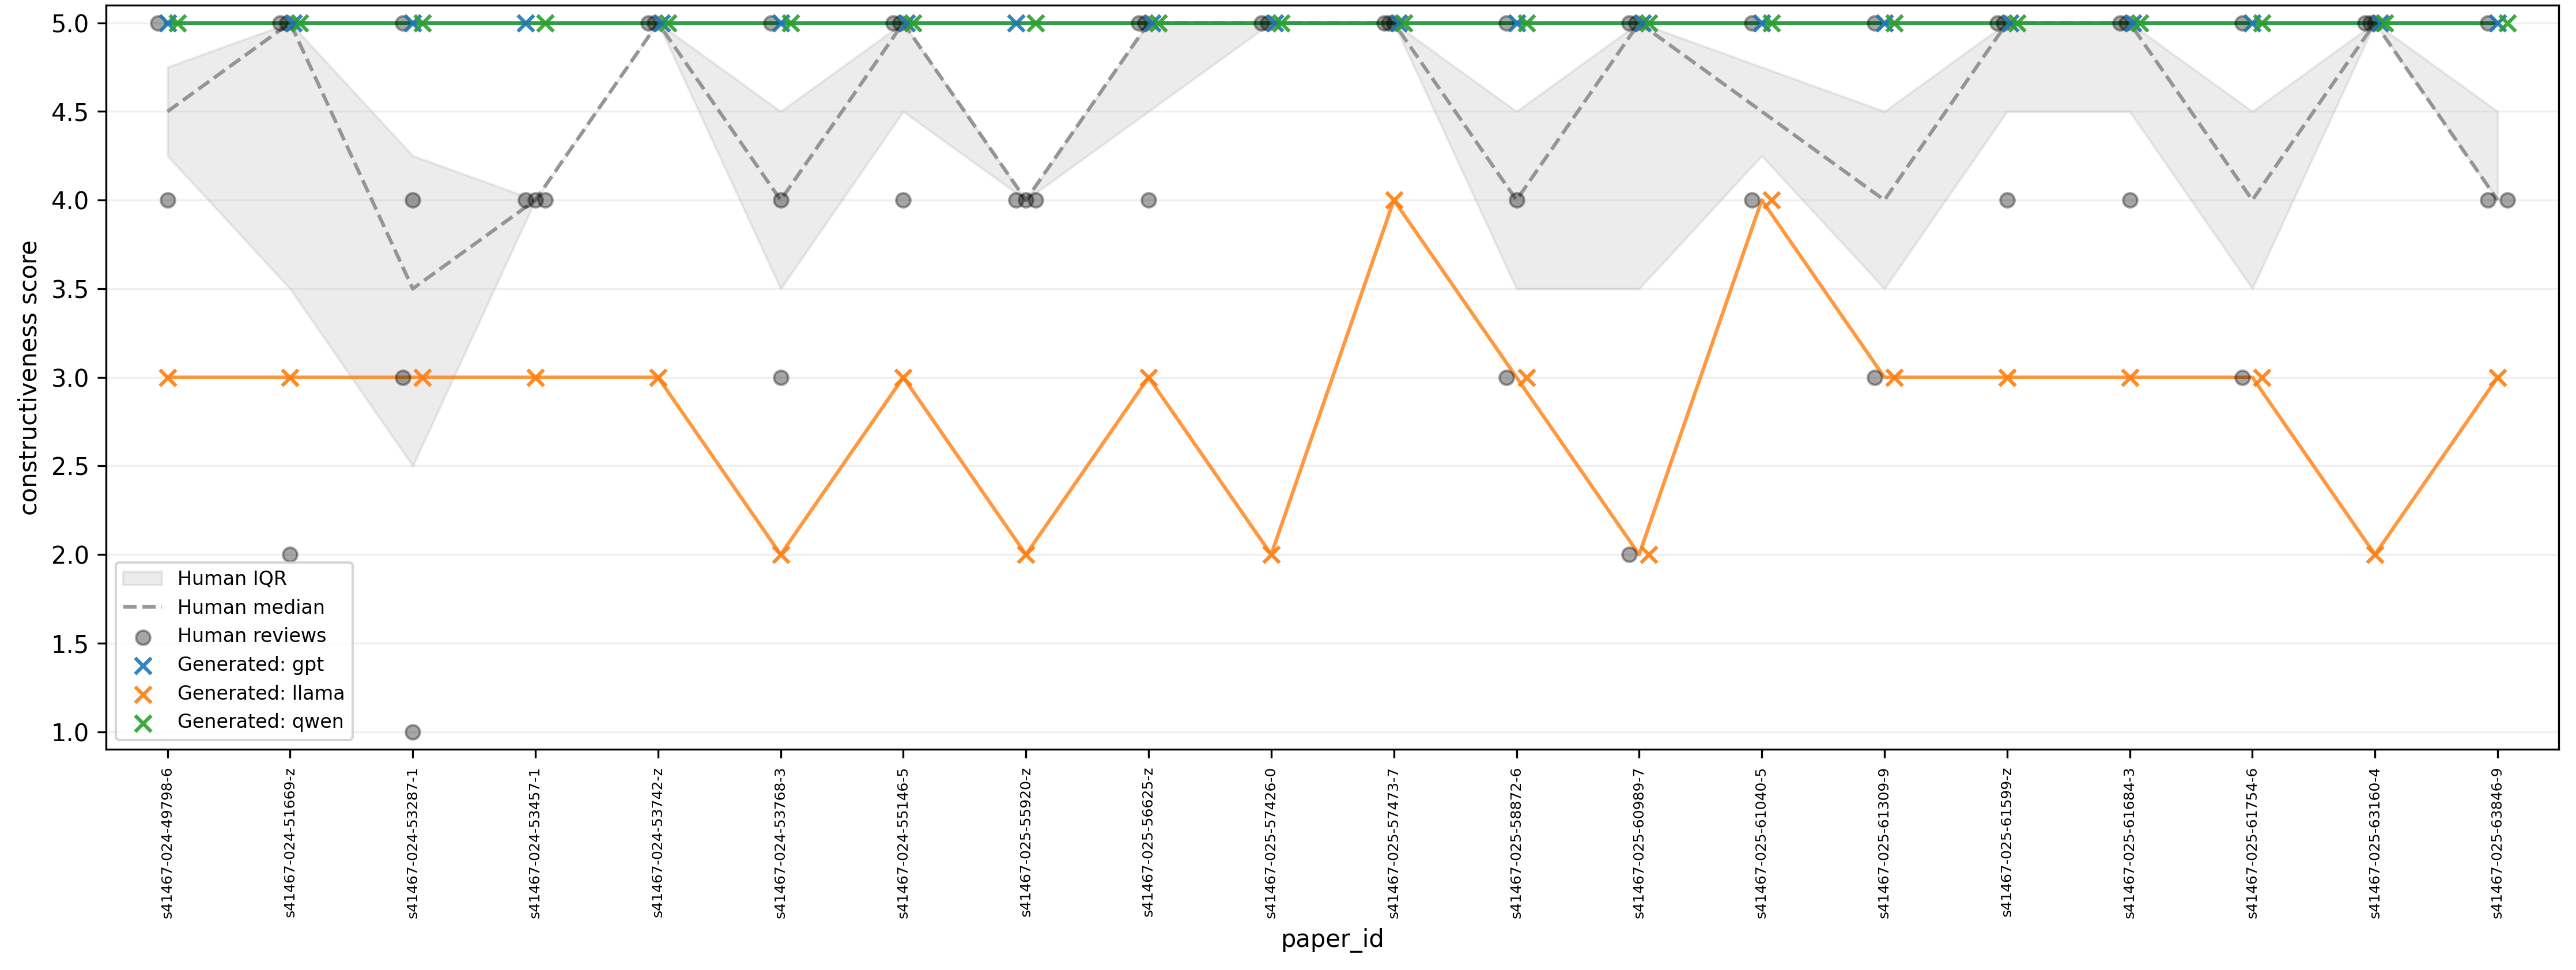 constructiveness score
5.0
4.5
4.0
3.5
3.0
2.5
2.0
1.5
1.0
Human IQR
Human median
Human reviews
Generated: gpt
Generated: llama
Generated: qwen
s41467-024-49798-6
s41467-024-51669-z
s41467-024-53287-1
s41467-024-53457-1
s41467-024-53742-z
s41467-024-53768-3
s41467-024-55146-5
s41467-025-55920-z
s41467-025-56625-z
s41467-025-57426-0
s41467-025-57473-7
s41467-025-58872-6
s41467-025-60989-7
s41467-025-61040-5
s41467-025-61309-9
s41467-025-61599-z
s41467-025-61684-3
s41467-025-61754-6
s41467-025-63160-4
s41467-025-63846-9
paper_id